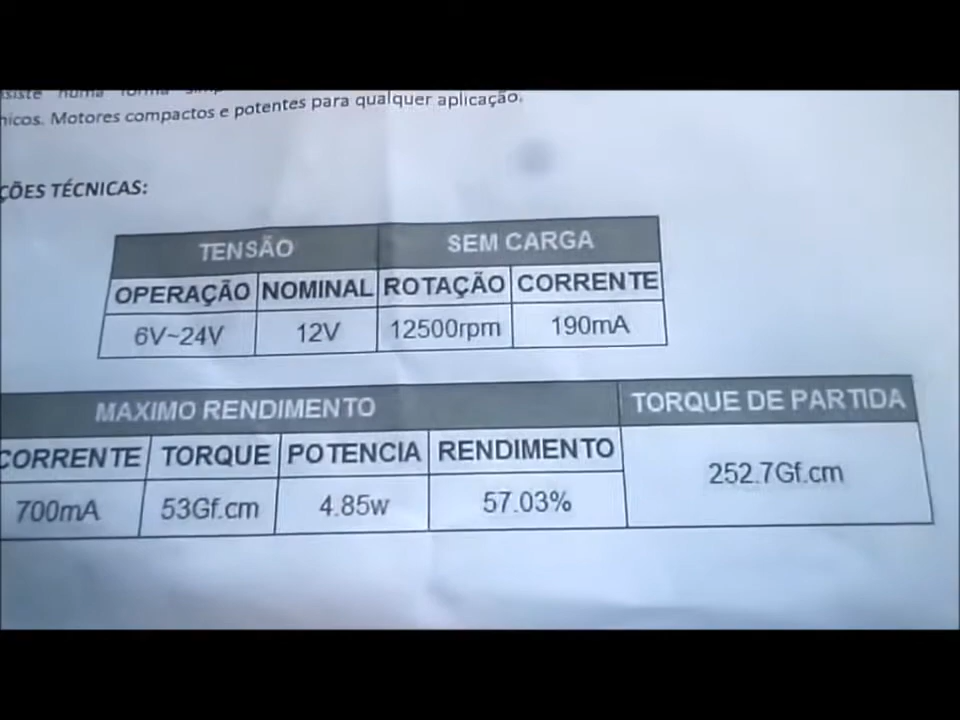 numa forma
nicos. Motores compactos e potentes para qualquer aplicação.
ÇÕES TÉCNICAS:
TENSÃO SEM CARGA
OPERAÇÃO NOMINAL ROTAÇÃO CORRENTE
6V~24V 12V 12500rpm 190mA
MAXIMO RENDIMENTO TORQUE DE PARTIDA
CORRENTE TORQUE POTENCIA RENDIMENTO
252.7Gf.cm
700mA 53Gf.cm 4.85w 57.03%